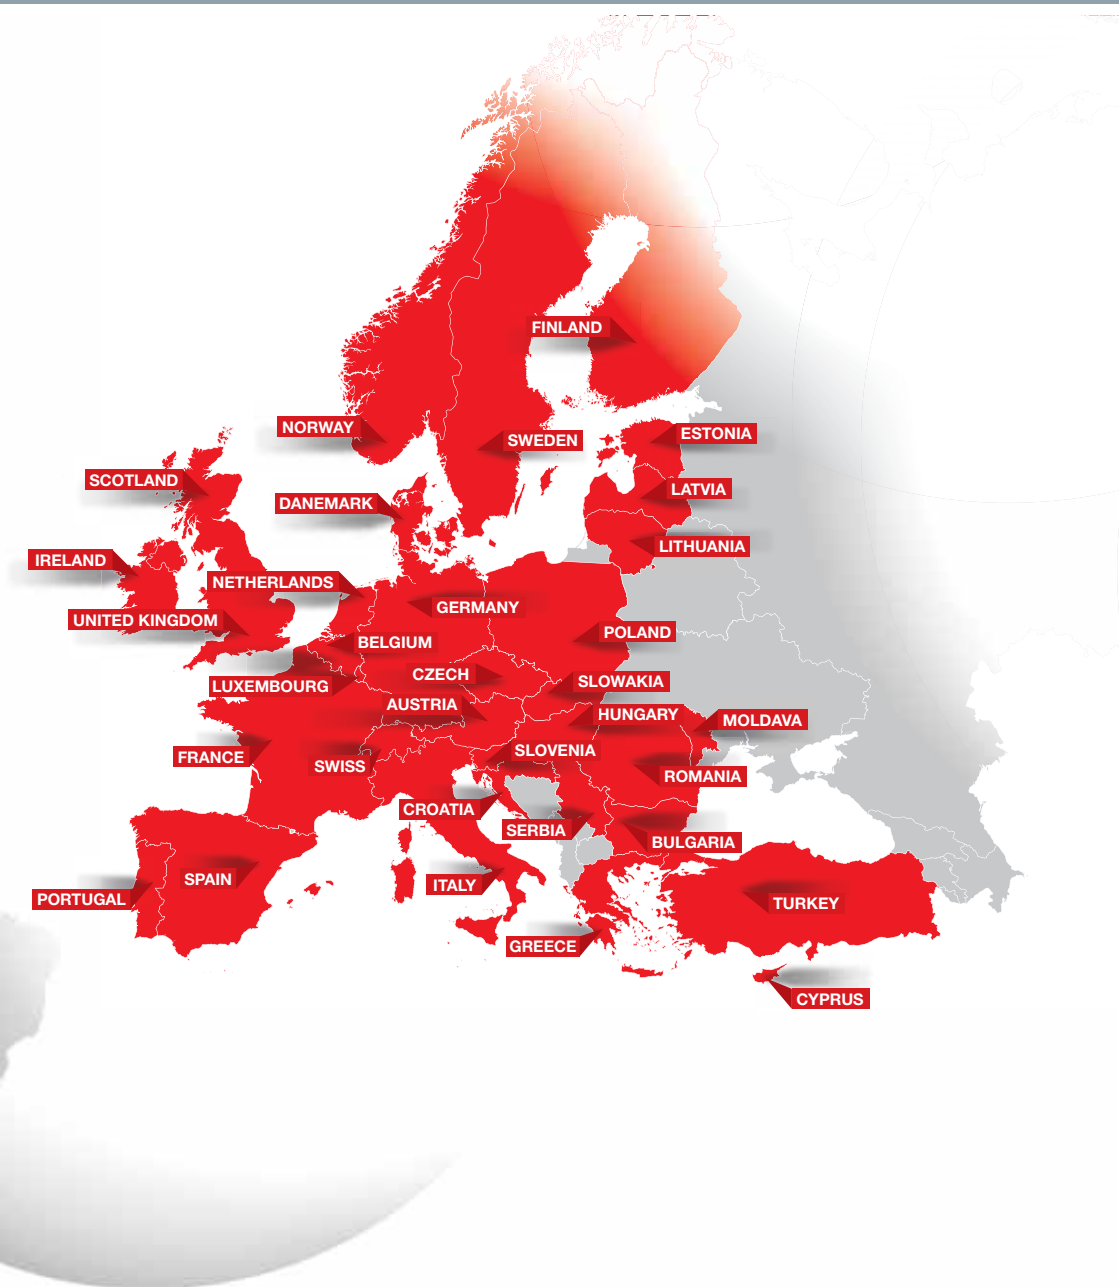 FINLAND
NORWAY
SWEDEN
ESTONIA
SCOTLAND
LATVIA
DANEMARK
LITHUANIA
IRELAND
NETHERLANDS
GERMANY
UNITED KINGDOM
POLAND
BELGIUM
CZECH
SLOWAKIA
LUXEMBOURG
AUSTRIA
HUNGARY
MOLDAVA
SLOVENIA
FRANCE
SWISS
ROMANIA
CROATIA
SERBIA
BULGARIA
SPAIN
ITALY
PORTUGAL
TURKEY
GREECE
CYPRUS